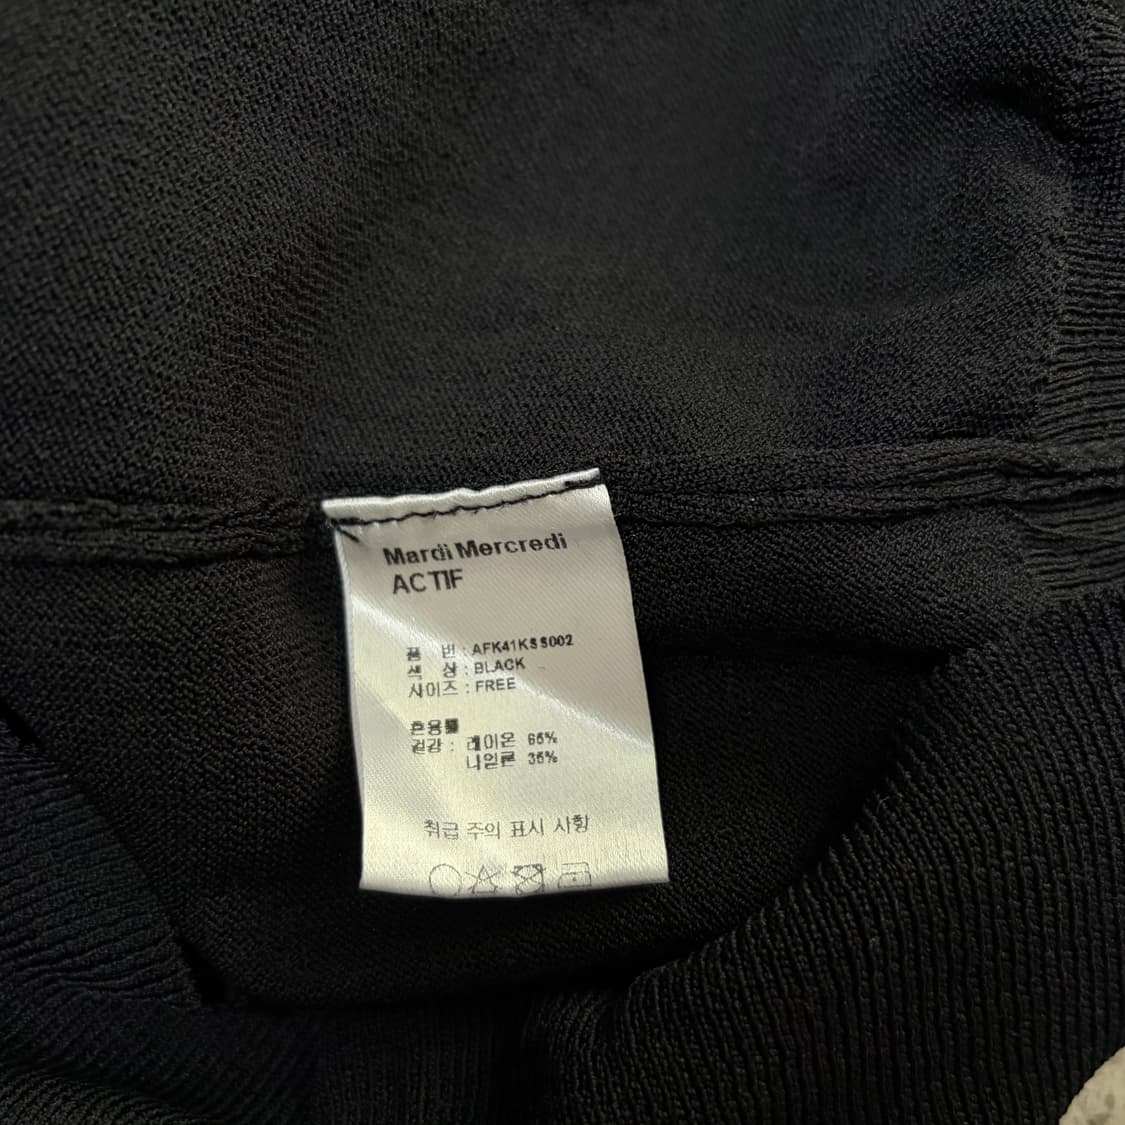 Mardi Mercredi
ACTIF
품 번 : AFK41KSS002
색 상 : BLACK
사이즈 : FREE
혼용률
겉감 : 레이온 65%
나일론 35%
취급 주의 표시 사항